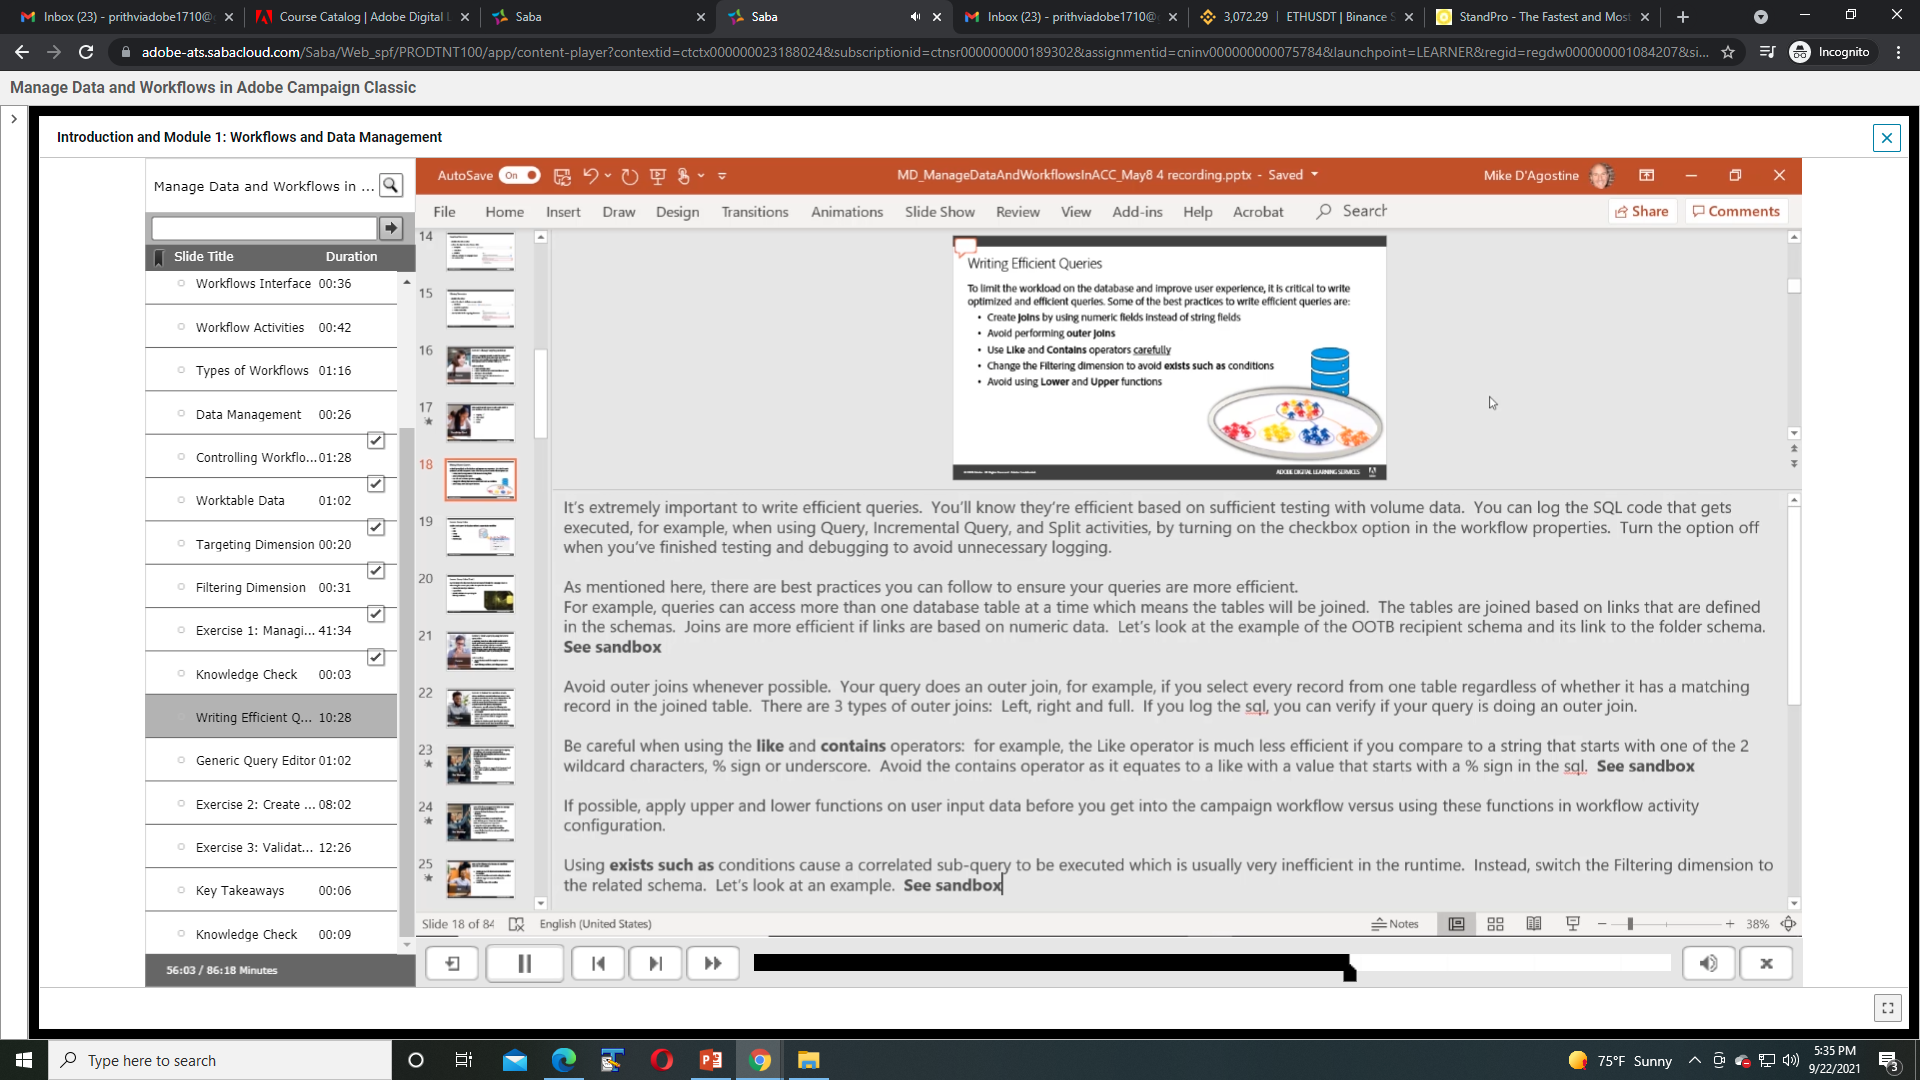 Inbox (23) - prithviadobe1710@
Course Catalog | Adobe Digital L
Saba
Saba
Inbox (23) - prithviadobe1710@
3,072.29 | ETHUSDT | Binance S
StandPro - The Fastest and Most
adobe-ats.sabacloud.com/Saba/Web_spf/PRODTNT100/app/content-player?contextid=ctctx000000023188024&subscriptionid=ctnsr0000000000189302&assignmentid=cninv000000000075784&launchpoint=LEARNER&regid=regdw000000001084207&si...
Incognito
Manage Data and Workflows in Adobe Campaign Classic
Introduction and Module 1: Workflows and Data Management
Manage Data and Workflows in ...
Slide Title Duration
Workflows Interface 00:36
Workflow Activities 00:42
Types of Workflows 01:16
Data Management 00:26
Controlling Workflo...01:28
Worktable Data 01:02
Targeting Dimension 00:20
Filtering Dimension 00:31
Exercise 1: Managi... 41:34
Knowledge Check 00:03
Writing Efficient Q... 10:28
Generic Query Editor 01:02
Exercise 2: Create ... 08:02
Exercise 3: Validat... 12:26
Key Takeaways 00:06
Knowledge Check 00:09
56:03 / 86:18 Minutes
AutoSave On
MD_ManageDataAndWorkflowsInACC_May8 4 recording.pptx - Saved
Mike D'Agostine
File Home Insert Draw Design Transitions Animations Slide Show Review View Add-ins Help Acrobat Search
Share Comments
14
15
16
17
18
19
20
21
22
23
24
25
Writing Efficient Queries
To limit the workload on the database and improve user experience, it is critical to write
optimized and efficient queries. Some of the best practices to write efficient queries are:
• Create joins by using numeric fields instead of string fields
• Avoid performing outer joins
• Use Like and Contains operators carefully
• Change the Filtering dimension to avoid exists such as conditions
• Avoid using Lower and Upper functions
ADOBE DIGITAL LEARNING SERVICES
It's extremely important to write efficient queries. You'll know they're efficient based on sufficient testing with volume data. You can log the SQL code that gets
executed, for example, when using Query, Incremental Query, and Split activities, by turning on the checkbox option in the workflow properties. Turn the option off
when you've finished testing and debugging to avoid unnecessary logging.
As mentioned here, there are best practices you can follow to ensure your queries are more efficient.
For example, queries can access more than one database table at a time which means the tables will be joined. The tables are joined based on links that are defined
in the schemas. Joins are more efficient if links are based on numeric data. Let's look at the example of the OOTB recipient schema and its link to the folder schema.
See sandbox
Avoid outer joins whenever possible. Your query does an outer join, for example, if you select every record from one table regardless of whether it has a matching
record in the joined table. There are 3 types of outer joins: Left, right and full. If you log the sql, you can verify if your query is doing an outer join.
Be careful when using the like and contains operators: for example, the Like operator is much less efficient if you compare to a string that starts with one of the 2
wildcard characters, % sign or underscore. Avoid the contains operator as it equates to a like with a value that starts with a % sign in the sql. See sandbox
If possible, apply upper and lower functions on user input data before you get into the campaign workflow versus using these functions in workflow activity
configuration.
Using exists such as conditions cause a correlated sub-query to be executed which is usually very inefficient in the runtime. Instead, switch the Filtering dimension to
the related schema. Let's look at an example. See sandbox
Slide 18 of 84 English (United States) Notes 38%
Type here to search
75°F Sunny
5:35 PM
9/22/2021
3